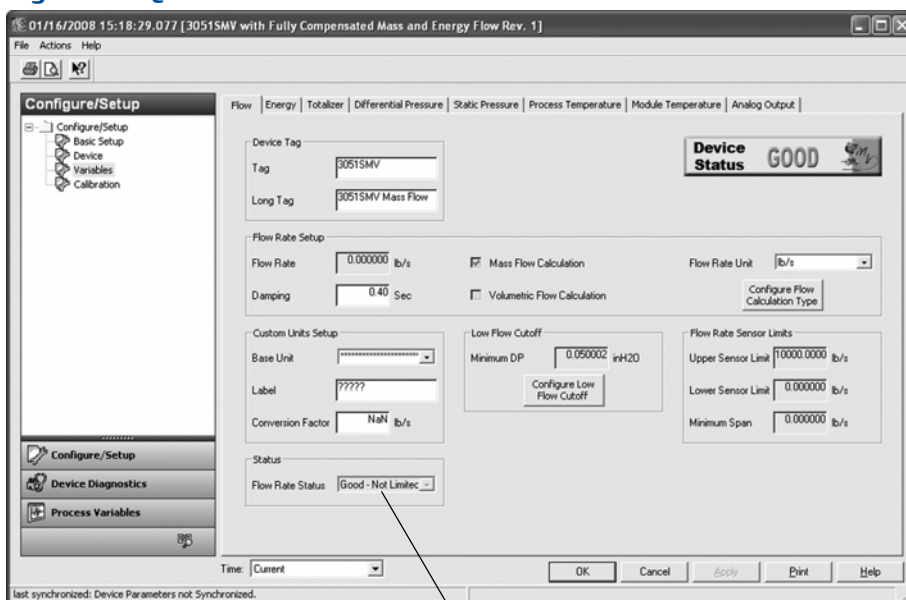 01/16/2008 15:18:29.077 [3051SMV with Fully Compensated Mass and Energy Flow Rev. 1]
File Actions Help
Configure/Setup
Configure/Setup
Basic Setup
Device
Variables
Calibration
Configure/Setup
Device Diagnostics
Process Variables
Flow Energy Totalizer Differential Pressure Static Pressure Process Temperature Module Temperature Analog Output
Device Tag
Tag 3051SMV
Long Tag 3051SMV Mass Flow
Device Status GOOD
Flow Rate Setup
Flow Rate 0.000000 lb/s Mass Flow Calculation Flow Rate Unit lb/s
Damping 0.40 Sec Volumetric Flow Calculation Configure Flow Calculation Type
Custom Units Setup
Base Unit
Label ?????
Conversion Factor NaN lb/s
Low Flow Cutoff
Minimum DP 0.050002 inH2O
Configure Low Flow Cutoff
Flow Rate Sensor Limits
Upper Sensor Limit 10000.0000 lb/s
Lower Sensor Limit 0.000000 lb/s
Minimum Span 0.000000 lb/s
Status
Flow Rate Status Good - Not Limitec
Time: Current
OK Cancel Apply Print Help
last synchronized: Device Parameters not Synchronized.